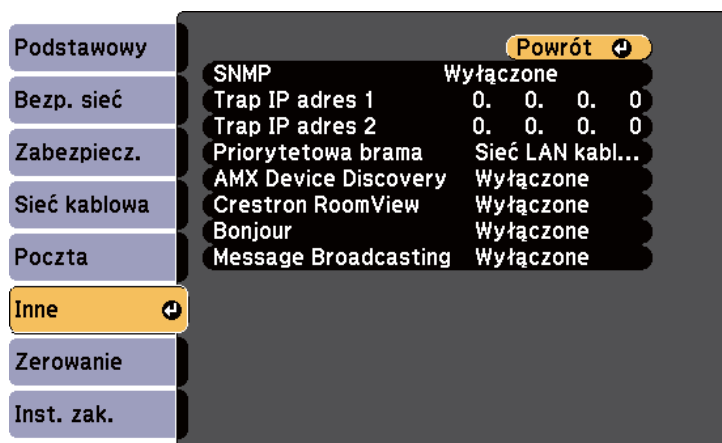 Podstawowy
Bezp. sieć
Zabezpiecz.
Sieć kablowa
Poczta
Inne
Zerowanie
Inst. zak.
Powrót
SNMP Wyłączone
Trap IP adres 1 0. 0. 0. 0
Trap IP adres 2 0. 0. 0. 0
Priorytetowa brama Sieć LAN kabl...
AMX Device Discovery Wyłączone
Crestron RoomView Wyłączone
Bonjour Wyłączone
Message Broadcasting Wyłączone